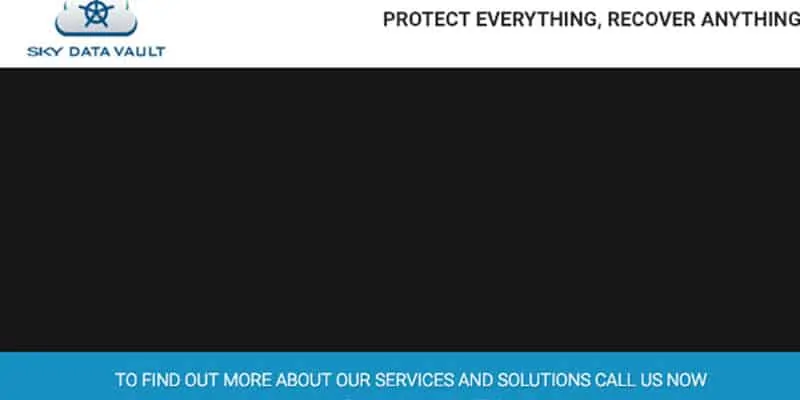 PROTECT EVERYTHING, RECOVER ANYTHING
SKY DATA VAULT
TO FIND OUT MORE ABOUT OUR SERVICES AND SOLUTIONS CALL US NOW